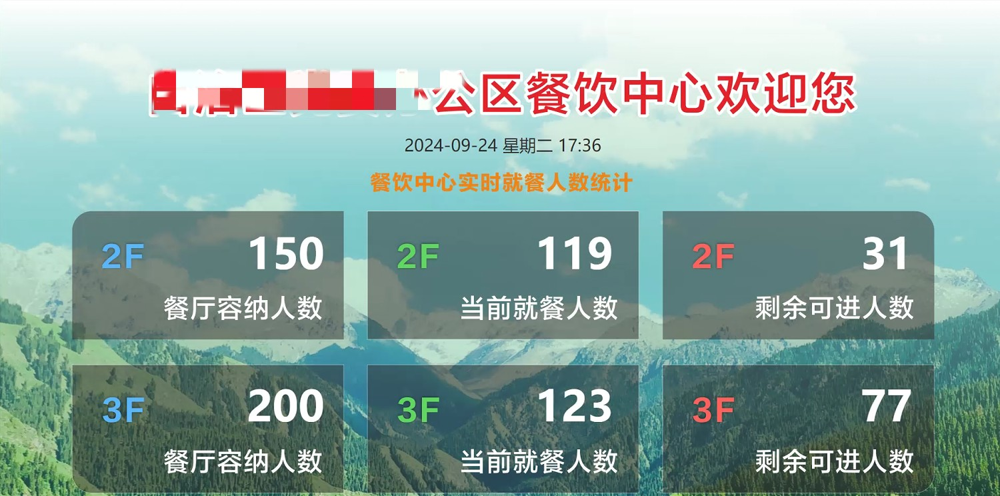 公区餐饮中心欢迎您
2024-09-24 星期二 17:36
餐饮中心实时就餐人数统计
2F 150
餐厅容纳人数
2F 119
当前就餐人数
2F 31
剩余可进人数
3F 200
餐厅容纳人数
3F 123
当前就餐人数
3F 77
剩余可进人数